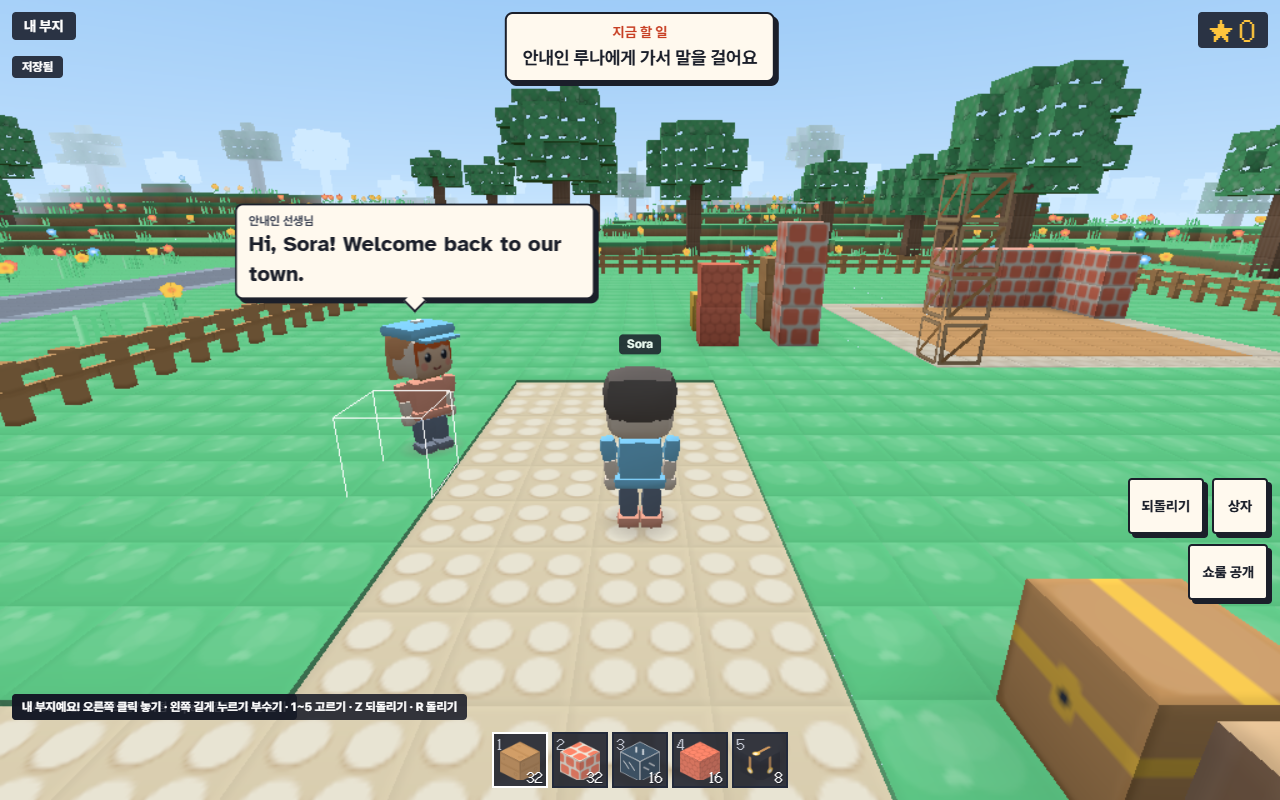 내 부지
저장됨
지금 할 일
안내인 루나에게 가서 말을 걸어요
0
안내인 선생님
Hi, Sora! Welcome back to our
town.
Sora
되돌리기
상자
쇼룸 공개
내 부지예요! 오른쪽 클릭 놓기 · 왼쪽 길게 누르기 부수기 · 1~5 고르기 · Z 되돌리기 · R 돌리기
1 32
2 32
3 16
4 16
5 8